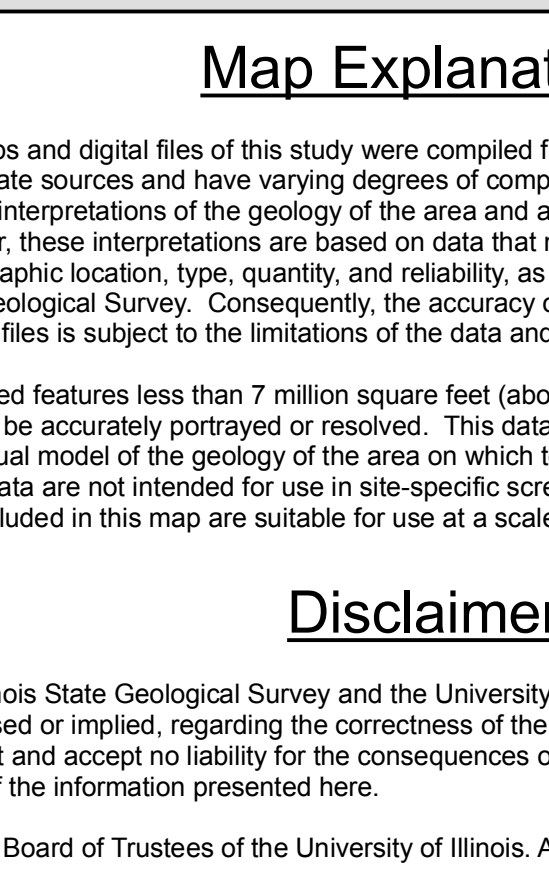 Map Explanat
os and digital files of this study were compiled f
ate sources and have varying degrees of comp
interpretations of the geology of the area and a
r, these interpretations are based on data that
aphic location, type, quantity, and reliability, as
eological Survey. Consequently, the accuracy o
files is subject to the limitations of the data and
ed features less than 7 million square feet (abo
be accurately portrayed or resolved. This data
ual model of the geology of the area on which t
ata are not intended for use in site-specific scre
luded in this map are suitable for use at a scale
Disclaimer
nois State Geological Survey and the University
sed or implied, regarding the correctness of the
t and accept no liability for the consequences o
f the information presented here.
Board of Trustees of the University of Illinois. A